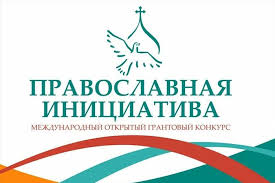 ПРАВОСЛАВНАЯ
ИНИЦИАТИВА
МЕЖДУНАРОДНЫЙ ОТКРЫТЫЙ ГРАНТОВЫЙ КОНКУРС